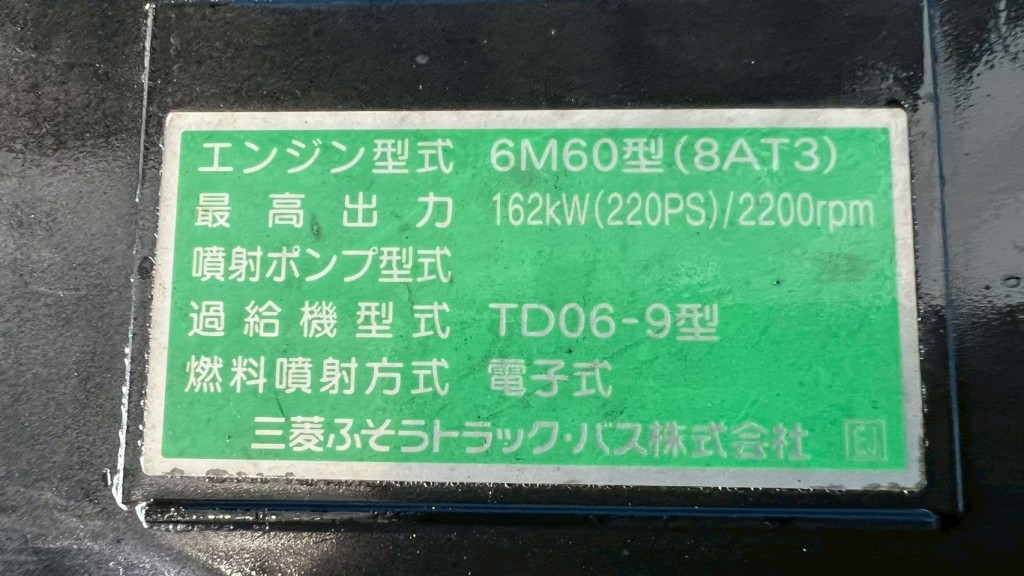 エンジン型式 6M60型(8AT3)
最高出力 162kW(220PS)/2200rpm
噴射ポンプ型式
過給機型式 TD06-9型
燃料噴射方式 電子式
三菱ふそうトラック・バス株式会社